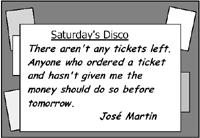 Saturday's Disco
There aren't any tickets left.
Anyone who ordered a ticket
and hasn't given me the
money should do so before
tomorrow.
José Martin